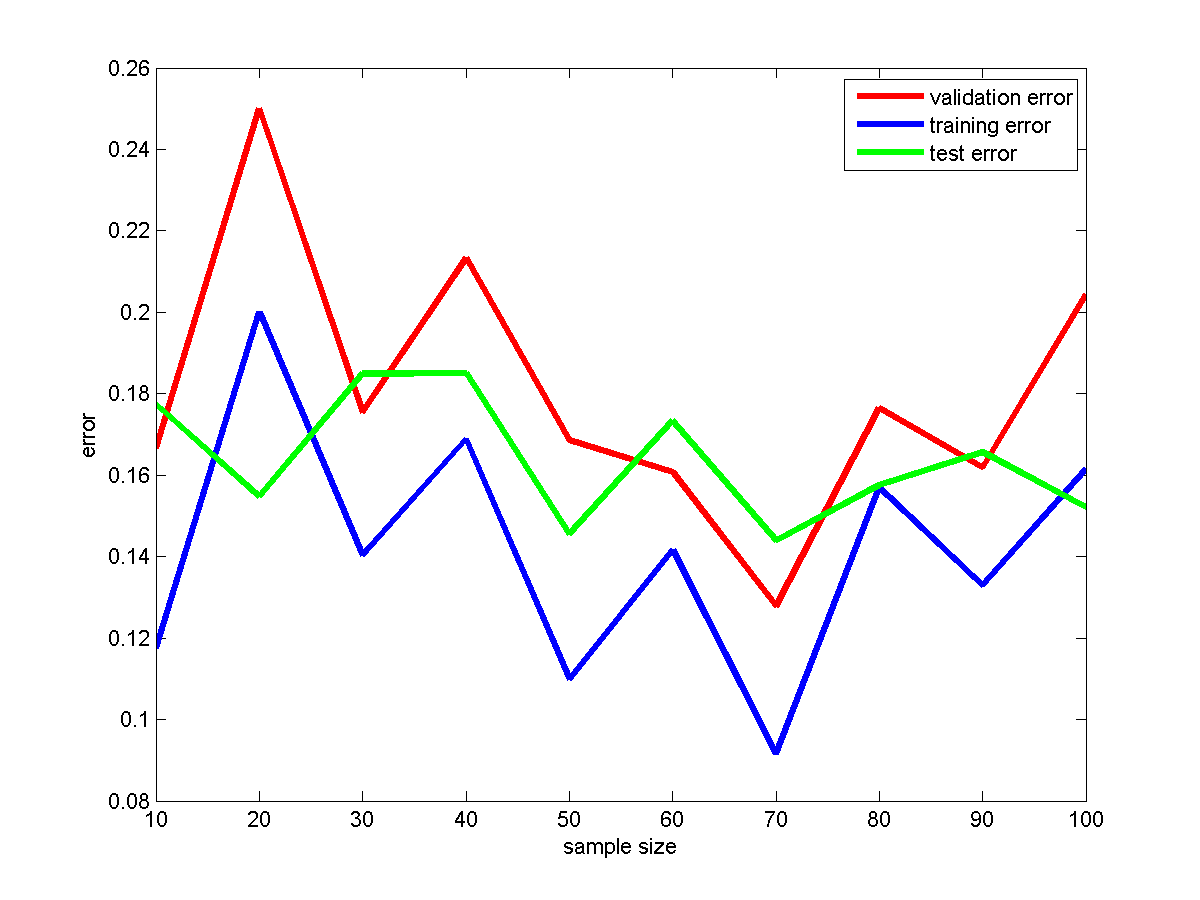 0.26
0.24
0.22
0.2
0.18
0.16
0.14
0.12
0.1
0.08
error
validation error
training error
test error
10 20 30 40 50 60 70 80 90 100
sample size